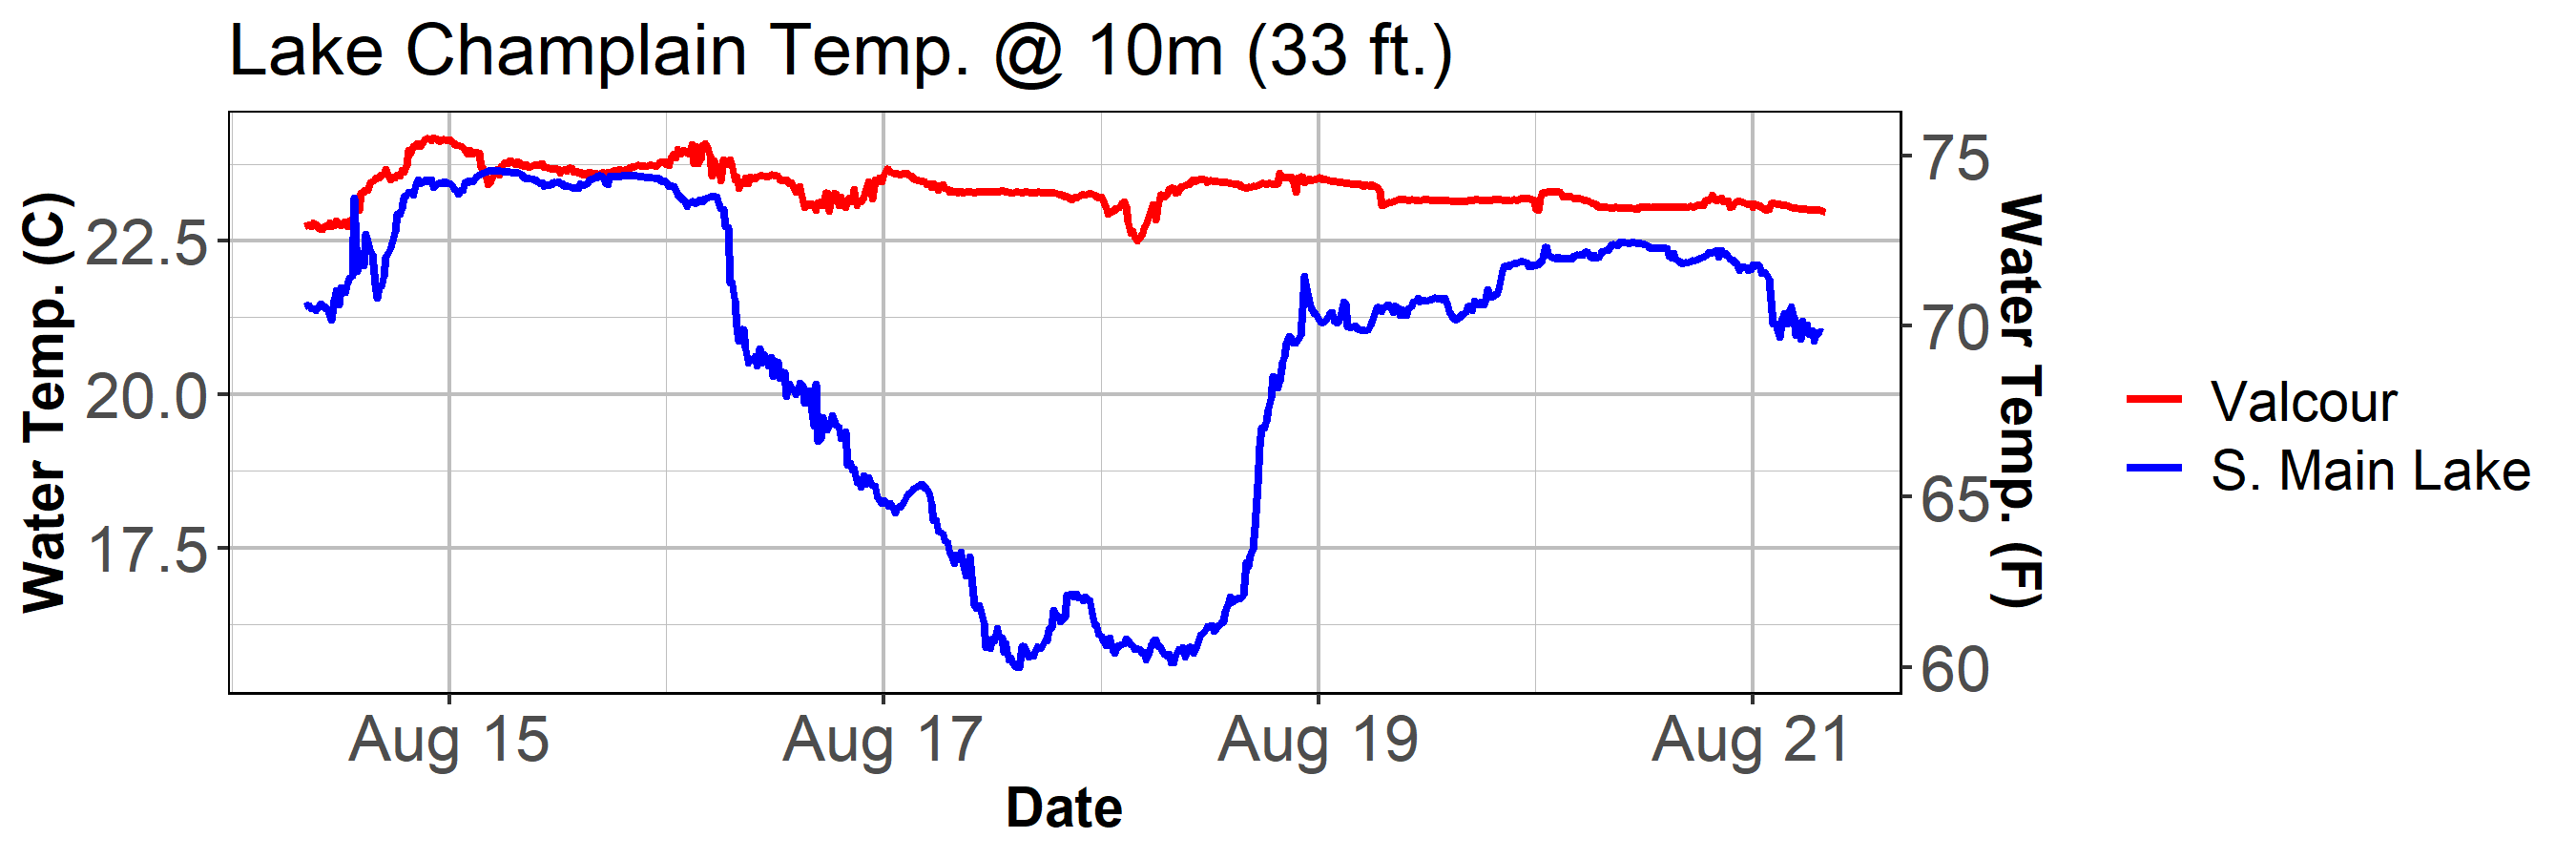 Lake Champlain Temp. @ 10m (33 ft.)
Water Temp. (C)
22.5
20.0
17.5
75
70
65
60
Water Temp. (F)
Aug 15
Aug 17
Aug 19
Aug 21
Date
Valcour
S. Main Lake